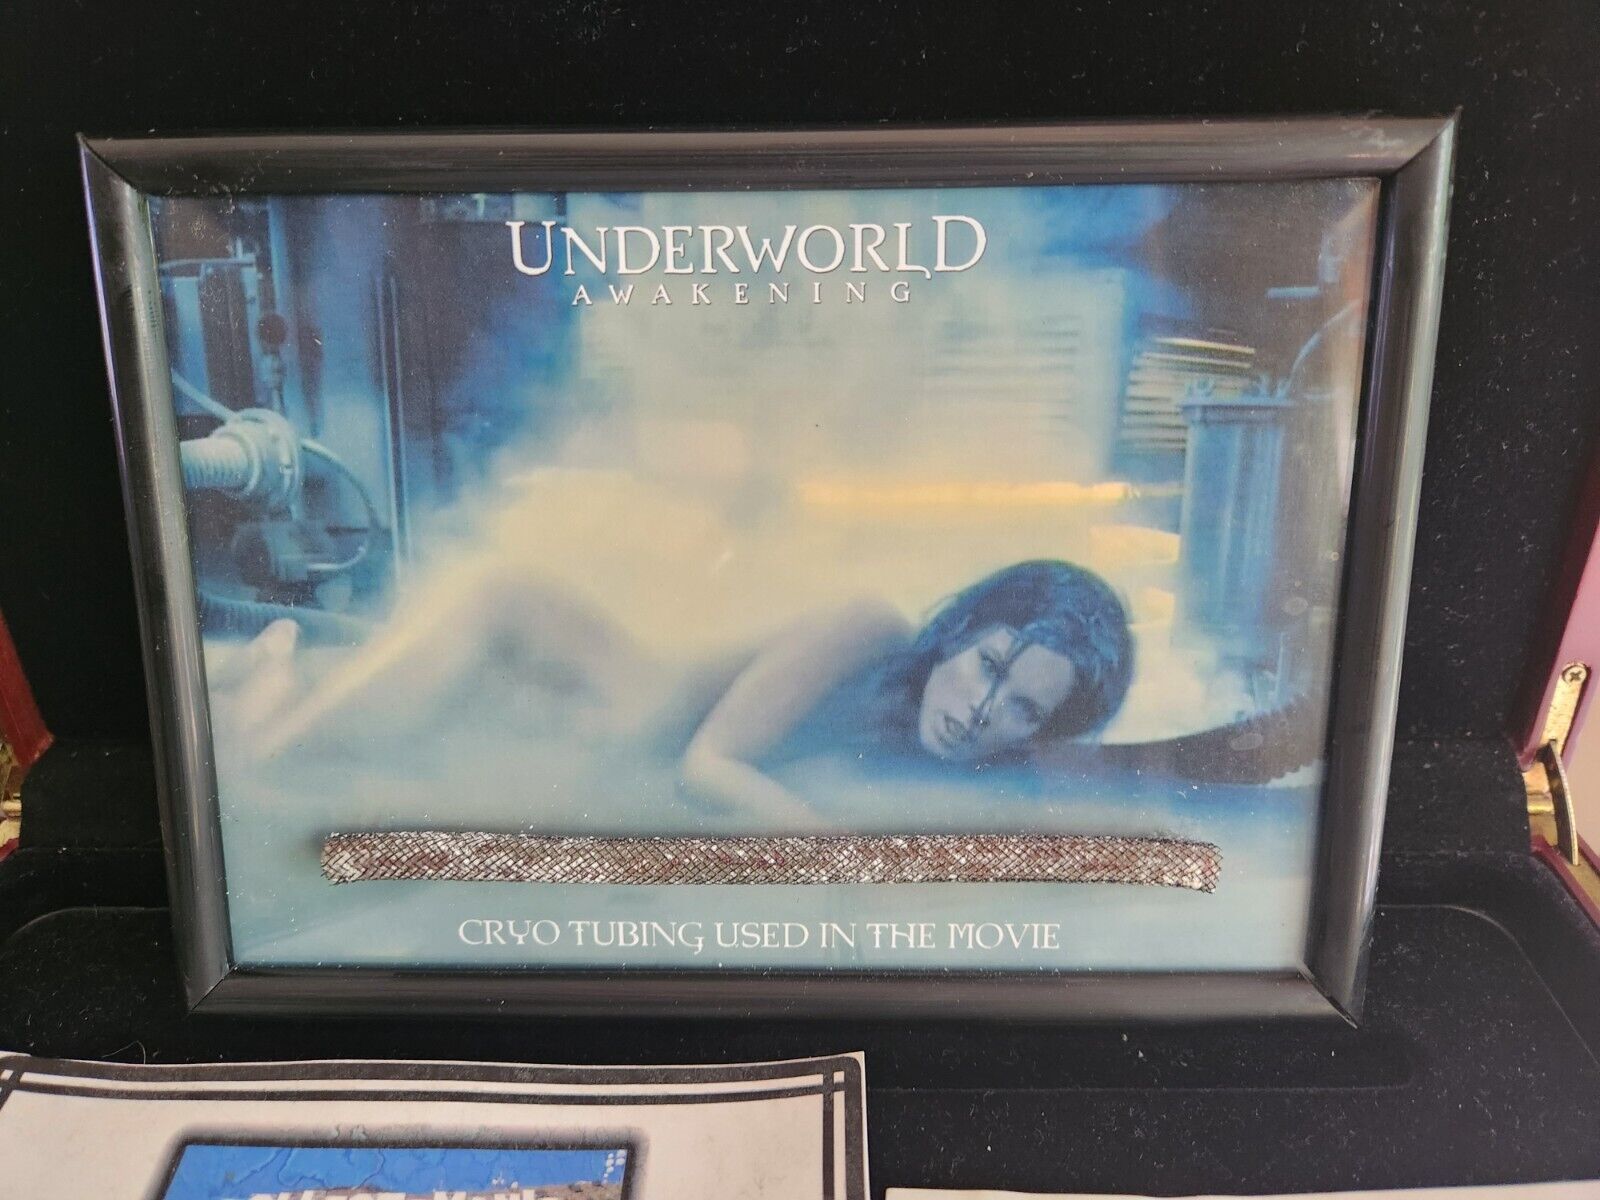 UNDERWORLD
AWAKENING
CRYO TUBING USED IN THE MOVIE